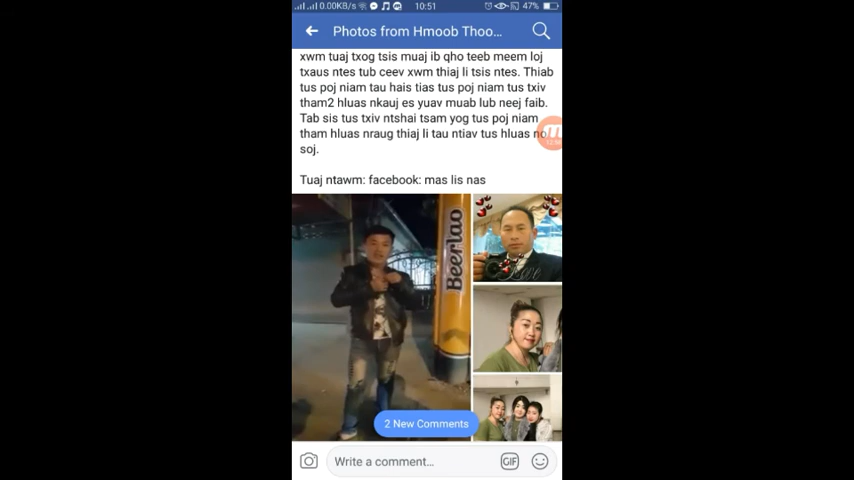 0.00KB/s 10:51 47%
Photos from Hmoob Thoo...
xwm tuaj txog tsis muaj ib qho teeb meem loj
txaus ntes tub ceev xwm thiaj li tsis ntes. Thiab
tus poj niam tau hais tias tus poj niam tus txiv
tham2 hluas nkauj es yuav muab lub neej faib.
Tab sis tus txiv ntshai tsam yog tus poj niam
tham hluas nraug thiaj li tau ntiav tus hluas no
soj.
Tuaj ntawm: facebook: mas lis nas
Beerlao
2 New Comments
Write a comment...
GIF